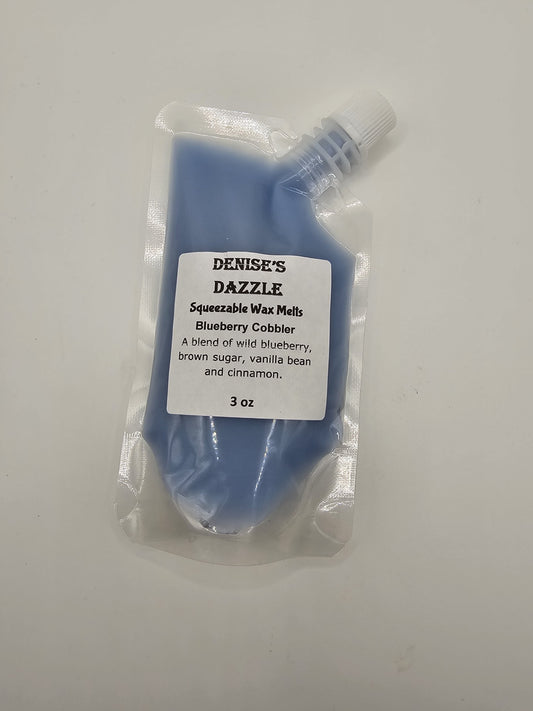 DENISE'S
DAZZLE
Squeezable Wax Melts
Blueberry Cobbler
A blend of wild blueberry,
brown sugar, vanilla bean
and cinnamon.
3 oz